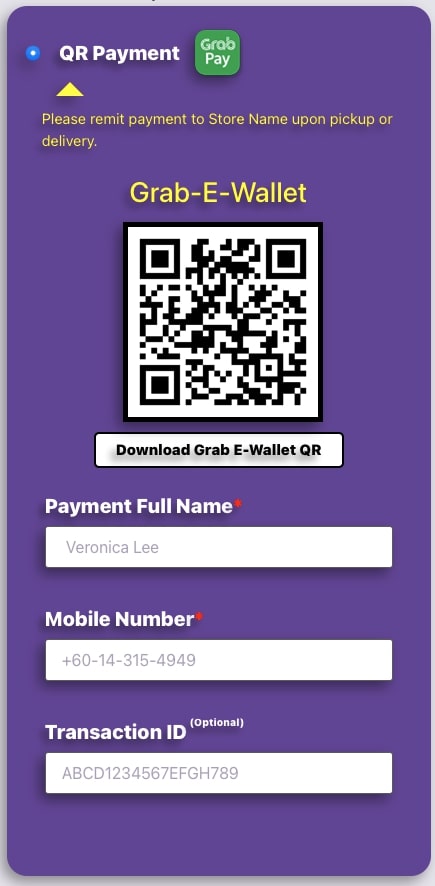 QR Payment
Grab
Pay
Please remit payment to Store Name upon pickup or
delivery.
Grab-E-Wallet
Download Grab E-Wallet QR
Payment Full Name*
Veronica Lee
Mobile Number*
+60-14-315-4949
Transaction ID (Optional)
ABCD1234567EFGH789